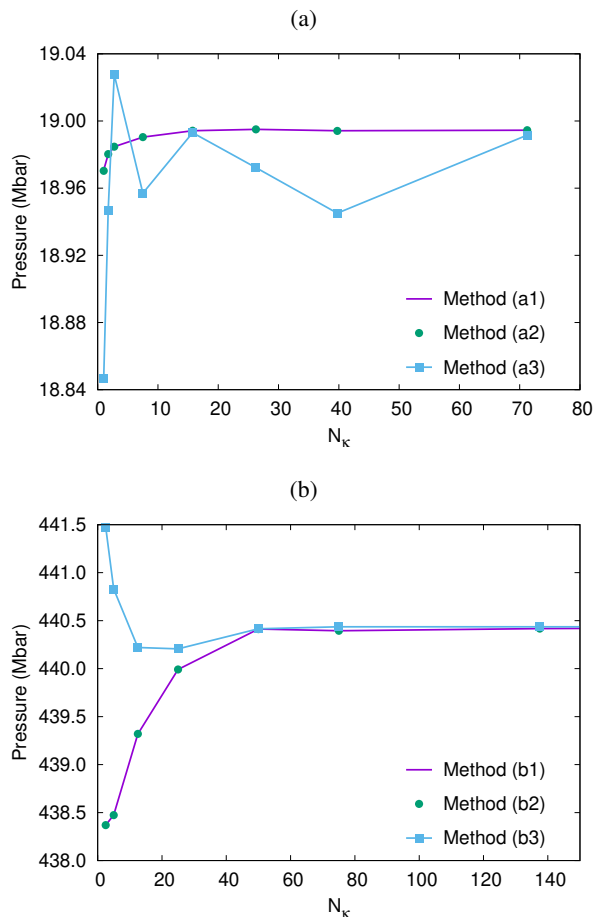 (a)
19.04
19.00
18.96
18.92
18.88
18.84
Pressure (Mbar)
Method (a1)
Method (a2)
Method (a3)
0 10 20 30 40 50 60 70 80
Nκ
(b)
441.5
441.0
440.5
440.0
439.5
439.0
438.5
438.0
Pressure (Mbar)
Method (b1)
Method (b2)
Method (b3)
0 20 40 60 80 100 120 140
Nκ